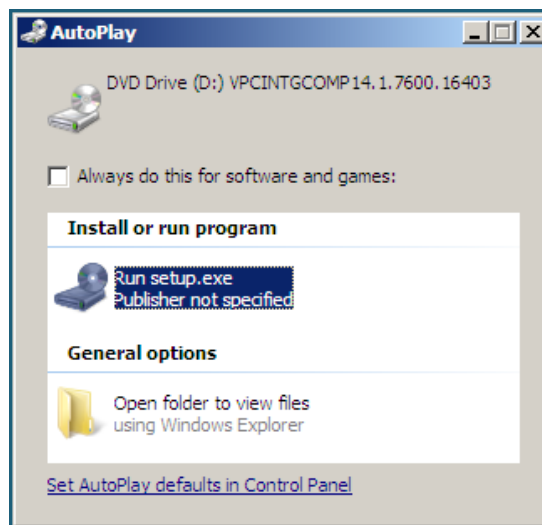 AutoPlay
DVD Drive (D:) VPCINTGCOMP14.1.7600.16403
Always do this for software and games:
Install or run program
Run setup.exe
Publisher not specified
General options
Open folder to view files
using Windows Explorer
Set AutoPlay defaults in Control Panel